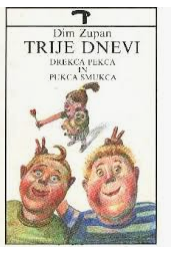 Dim Zupan
TRIJE DNEVI
DREKCA PEKCA
IN
PUKCA SMUKCA